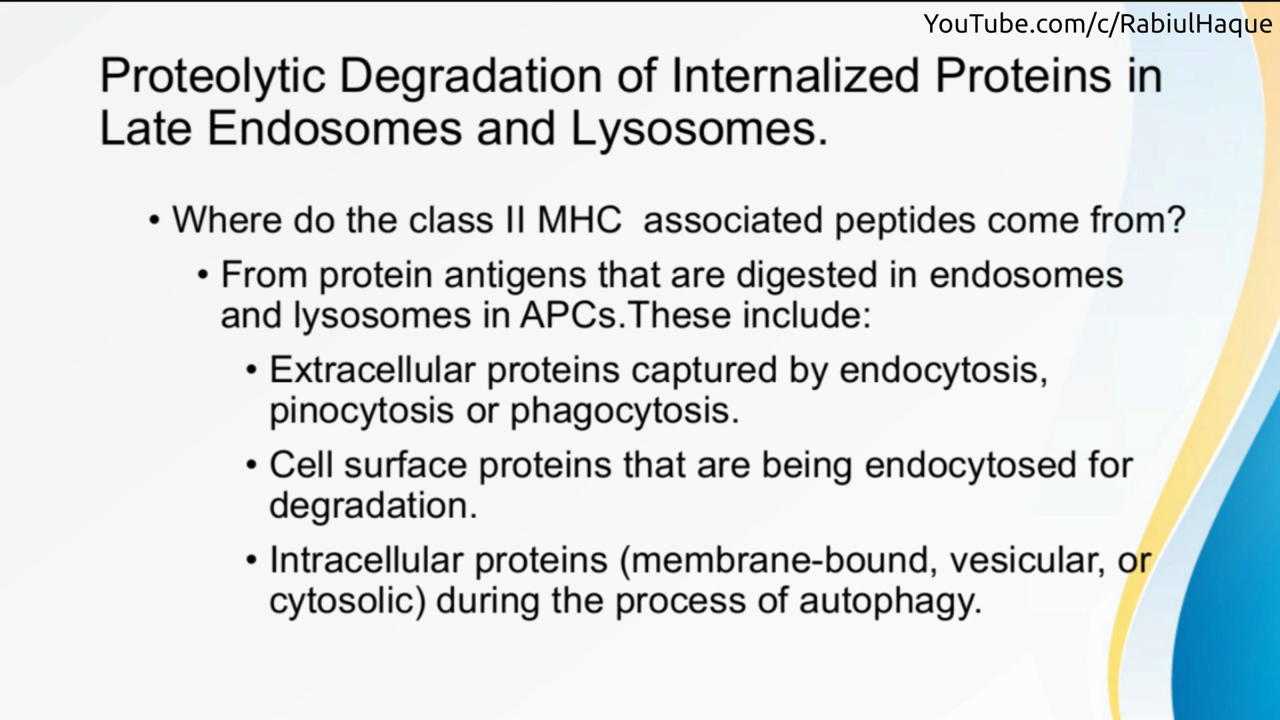 YouTube.com/c/RabiulHaque
Proteolytic Degradation of Internalized Proteins in
Late Endosomes and Lysosomes.
• Where do the class II MHC  associated peptides come from?
• From protein antigens that are digested in endosomes
and lysosomes in APCs.These include:
• Extracellular proteins captured by endocytosis,
pinocytosis or phagocytosis.
• Cell surface proteins that are being endocytosed for
degradation.
• Intracellular proteins (membrane-bound, vesicular, or
cytosolic) during the process of autophagy.